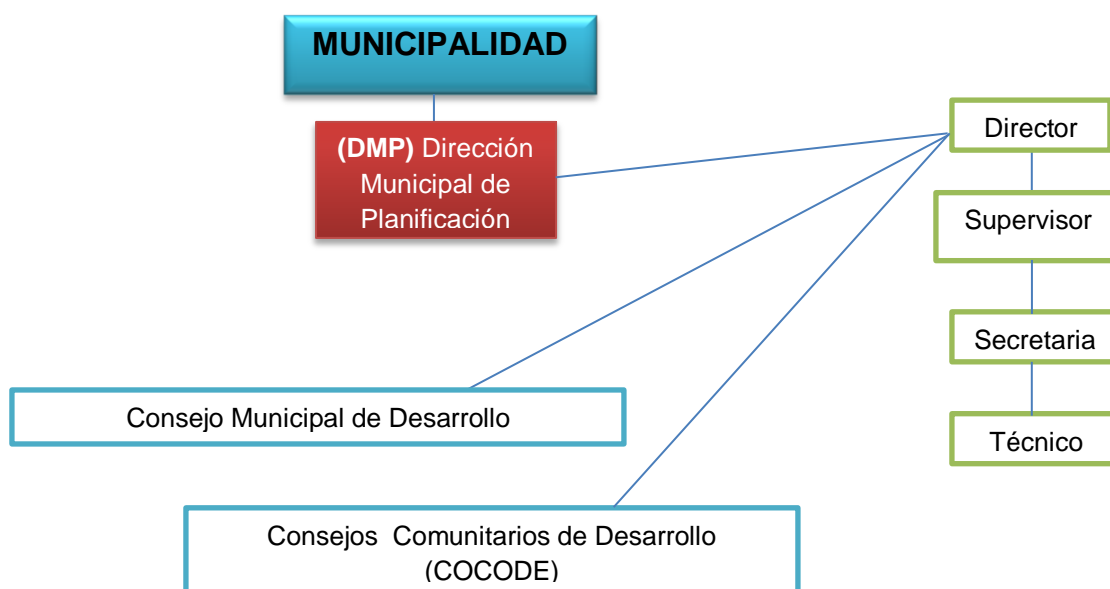 MUNICIPALIDAD
(DMP) Dirección
Municipal de
Planificación
Director
Supervisor
Secretaria
Técnico
Consejo Municipal de Desarrollo
Consejos Comunitarios de Desarrollo
(COCODE)